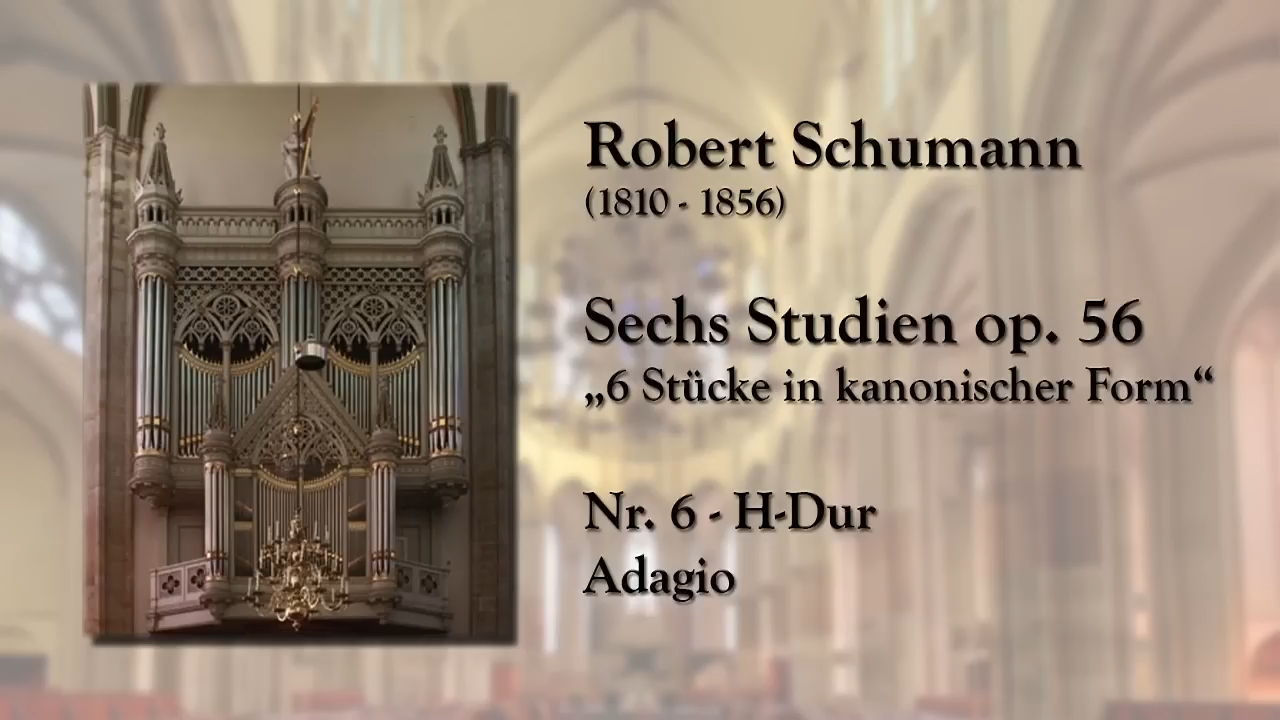 Robert Schumann
(1810 - 1856)
Sechs Studien op. 56
„6 Stücke in kanonischer Form“
Nr. 6 - H-Dur
Adagio